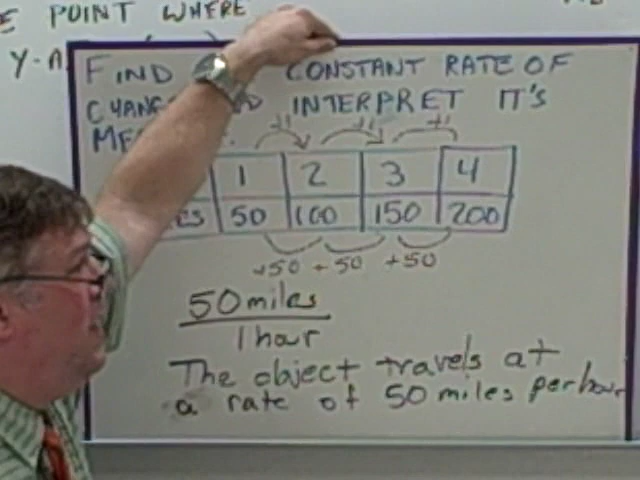 E POINT WHERE
Y-
FIND CONSTANT RATE OF
INTERPRET IT'S
+1 +1 +1
1 2 3 4
50 100 150 200
+50 +50 +50
50 miles
1 hour
The object travels at
a rate of 50 miles per hour